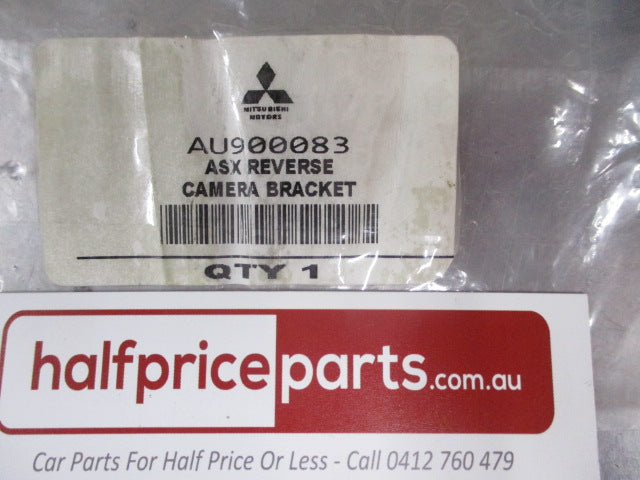 MITSUBISHI
MOTORS
AU900083
ASX REVERSE
CAMERA BRACKET
QTY 1
halfpriceparts.com.au
Car Parts For Half Price Or Less - Call 0412 760 479